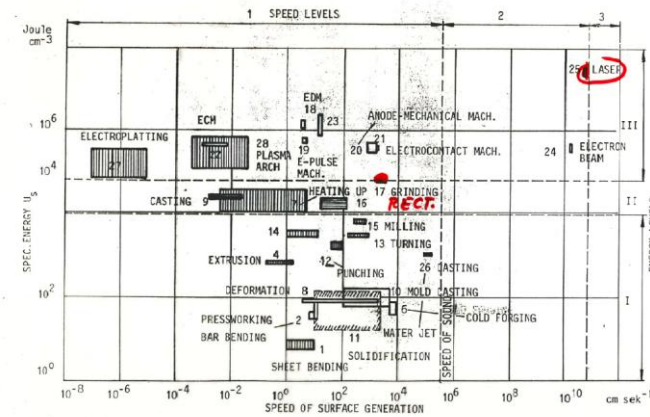 1 SPEED LEVELS 2 3
Joule
cm-3
25 LASER
EDM
18
23
ANODE-MECHANICAL MACH.
ECM
10^6
III
ELECTROPLATTING
28
PLASMA
ARCH
22
27
19
E-PULSE
MACH.
20
21
ELECTROCONTACT MACH.
24
ELECTRON
BEAM
10^4
HEATING UP
17 GRINDING
RECT.
CASTING
9
7
16
II
15 MILLING
14
13 TURNING
EXTRUSION
4
12
PUNCHING
26 CASTING
DEFORMATION
8
10 MOLD CASTING
10^2
I
PRESSWORKING
2
6
COLD FORGING
BAR BENDING
11
WATER JET
1
SOLIDIFICATION
SHEET BENDING
SPEED OF SOUND
SPEC.ENERGY Us
10^0
10^-8
10^-6
10^-4
10^-2
10^0
10^2
10^4
10^6
10^8
10^10
cm sek-1
SPEED OF SURFACE GENERATION